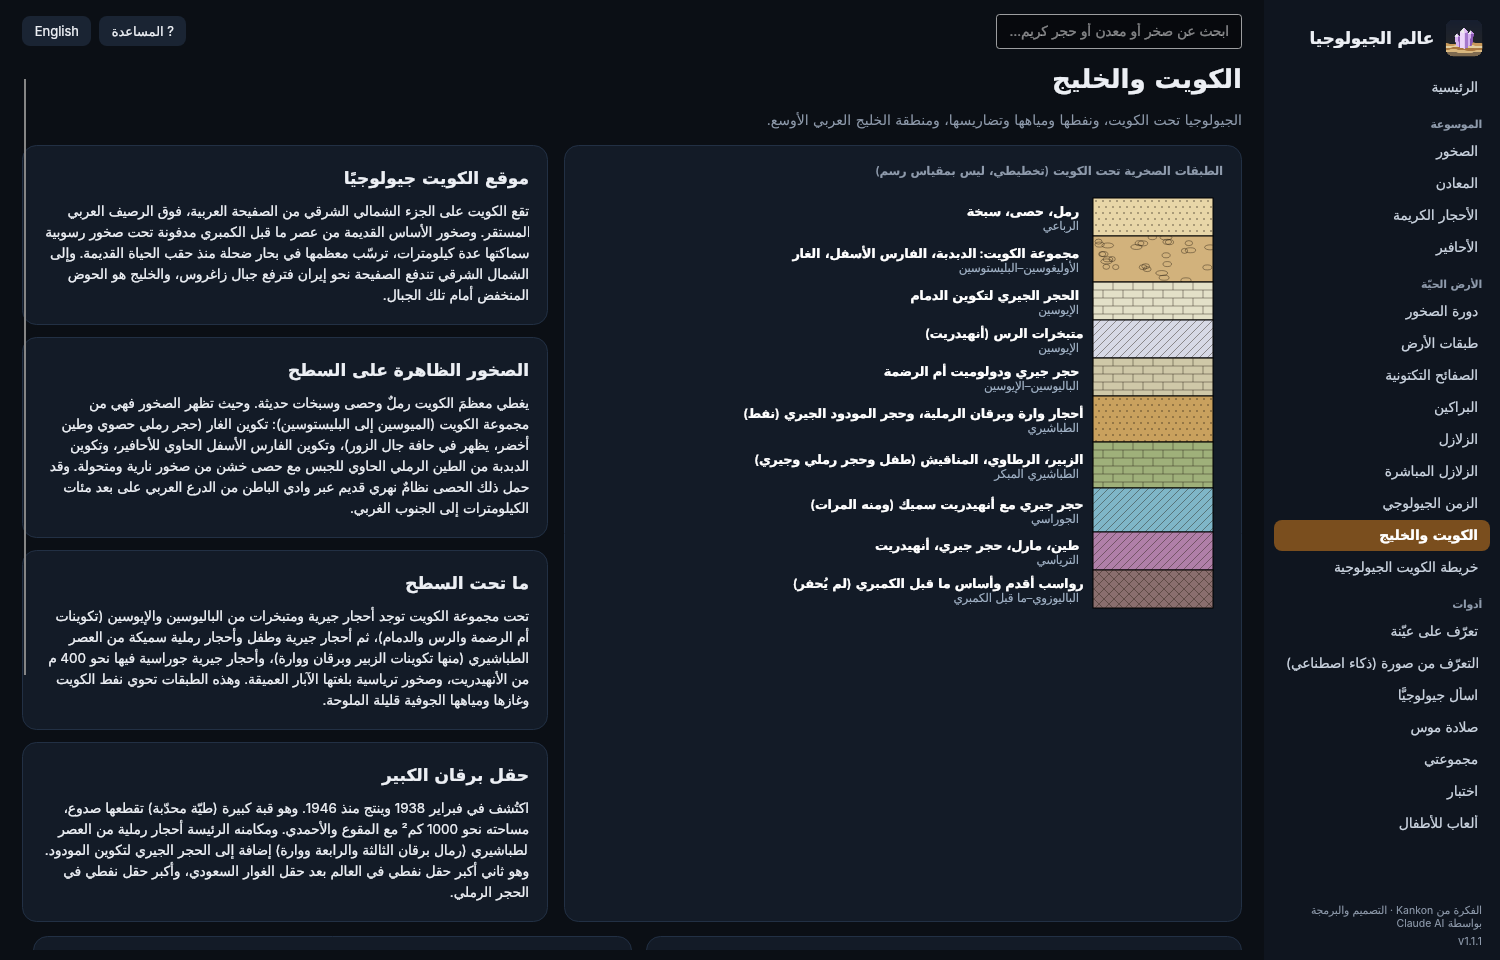 عالم الجيولوجيا
الرئيسية
الموسوعة
الصخور
المعادن
الأحجار الكريمة
الأحافير
الأرض الحيّة
دورة الصخور
طبقات الأرض
الصفائح التكتونية
البراكين
الزلازل
الزلازل المباشرة
الزمن الجيولوجي
الكويت والخليج
خريطة الكويت الجيولوجية
أدوات
تعرّف على عيّنة
التعرّف من صورة (ذكاء اصطناعي)
اسأل جيولوجيًّا
صلادة موس
مجموعتي
اختبار
ألعاب للأطفال
الفكرة من Kankon · التصميم والبرمجة
بواسطة Claude AI
v1.1.1
ابحث عن صخر أو معدن أو حجر كريم...
? المساعدة
English
الكويت والخليج
الجيولوجيا تحت الكويت، ونفطها ومياهها وتضاريسها، ومنطقة الخليج العربي الأوسع.
الطبقات الصخرية تحت الكويت (تخطيطي، ليس بمقياس رسم)
رمل، حصى، سبخة
الرباعي
مجموعة الكويت: الدبدبة، الفارس الأسفل، الغار
الأوليغوسين–البليستوسين
الحجر الجيري لتكوين الدمام
الإيوسين
متبخرات الرس (أنهيدريت)
الإيوسين
حجر جيري ودولوميت أم الرضمة
الباليوسين–الإيوسين
أحجار وارة وبرقان الرملية، وحجر المودود الجيري (نفط)
الطباشيري
الزبير، الرطاوي، المناقيش (طفل وحجر رملي وجيري)
الطباشيري المبكر
حجر جيري مع أنهيدريت سميك (ومنه المرات)
الجوراسي
طين، مارل، حجر جيري، أنهيدريت
الترياسي
رواسب أقدم وأساس ما قبل الكمبري (لم يُحفر)
الباليوزوي–ما قبل الكمبري
موقع الكويت جيولوجيًا
تقع الكويت على الجزء الشمالي الشرقي من الصفيحة العربية، فوق الرصيف العربي
المستقر. وصخور الأساس القديمة من عصر ما قبل الكمبري مدفونة تحت صخور رسوبية
سماكتها عدة كيلومترات، ترسّب معظمها في بحار ضحلة منذ حقب الحياة القديمة. وإلى
الشمال الشرقي تندفع الصفيحة نحو إيران فترفع جبال زاغروس، والخليج هو الحوض
المنخفض أمام تلك الجبال.
الصخور الظاهرة على السطح
يغطي معظمَ الكويت رملٌ وحصى وسبخات حديثة. وحيث تظهر الصخور فهي من
مجموعة الكويت (الميوسين إلى البليستوسين): تكوين الغار (حجر رملي حصوي وطين
أخضر، يظهر في حافة جال الزور)، وتكوين الفارس الأسفل الحاوي للأحافير، وتكوين
الدبدبة من الطين الرملي الحاوي للجبس مع حصى خشن من صخور نارية ومتحولة. وقد
حمل ذلك الحصى نظامٌ نهري قديم عبر وادي الباطن من الدرع العربي على بعد مئات
الكيلومترات إلى الجنوب الغربي.
ما تحت السطح
تحت مجموعة الكويت توجد أحجار جيرية ومتبخرات من الباليوسين والإيوسين (تكوينات
أم الرضمة والرس والدمام)، ثم أحجار جيرية وطفل وأحجار رملية سميكة من العصر
الطباشيري (منها تكوينات الزبير وبرقان ووارة)، وأحجار جيرية جوراسية فيها نحو 400 م
من الأنهيدريت، وصخور ترياسية بلغتها الآبار العميقة. وهذه الطبقات تحوي نفط الكويت
وغازها ومياهها الجوفية قليلة الملوحة.
حقل برقان الكبير
اكتُشف في فبراير 1938 وينتج منذ 1946. وهو قبة كبيرة (طيّة محدّبة) تقطعها صدوع،
مساحته نحو 1000 كم² مع المقوع والأحمدي. ومكامنه الرئيسة أحجار رملية من العصر
لطباشيري (رمال برقان الثالثة والرابعة ووارة) إضافة إلى الحجر الجيري لتكوين المودود.
وهو ثاني أكبر حقل نفطي في العالم بعد حقل الغوار السعودي، وأكبر حقل نفطي في
الحجر الرملي.